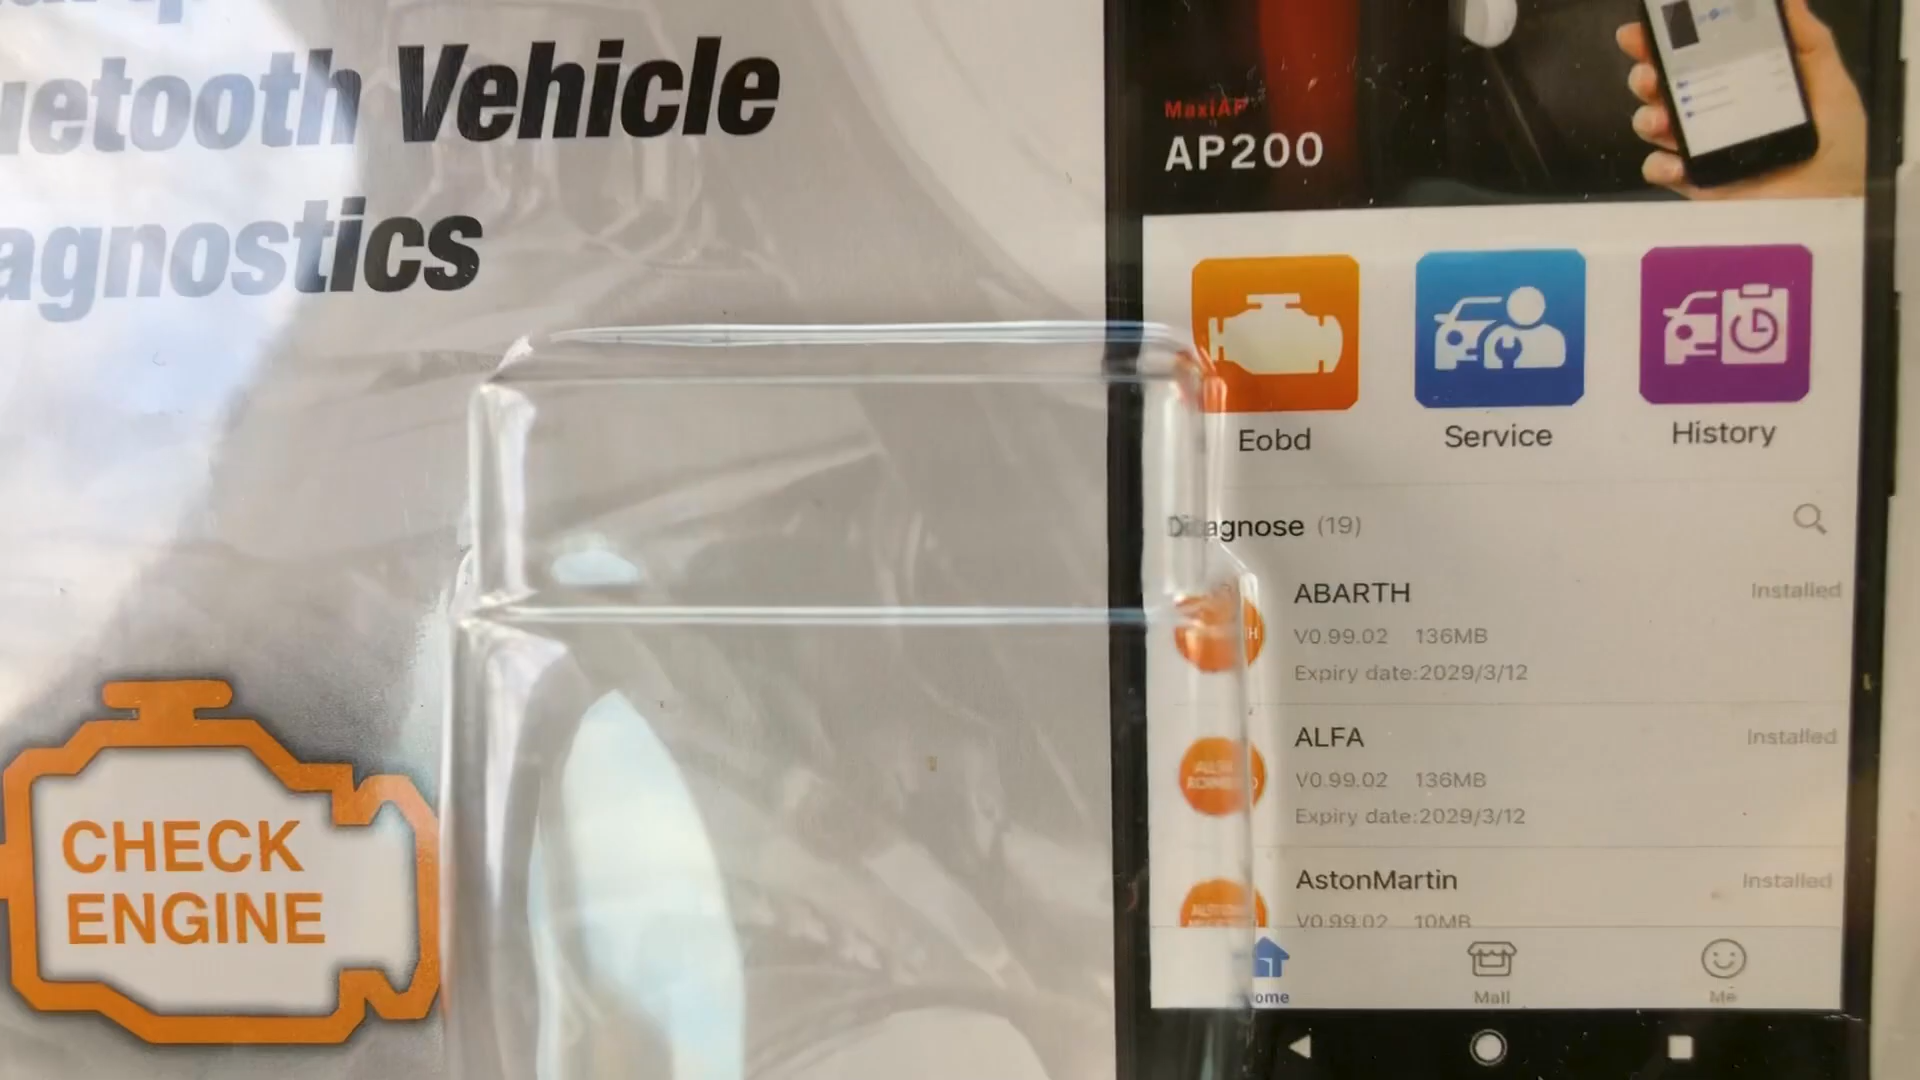 Vehicle
agnostics
CHECK
ENGINE
MaxiAP
AP200
Eobd
Service
History
Diagnose (19)
ABARTH
Installed
V0.99.02 136MB
Expiry date:2029/3/12
ALFA
Installed
V0.99.02 136MB
Expiry date:2029/3/12
AstonMartin
Installed
V0.99.02 10MB
ome
Mall
Me